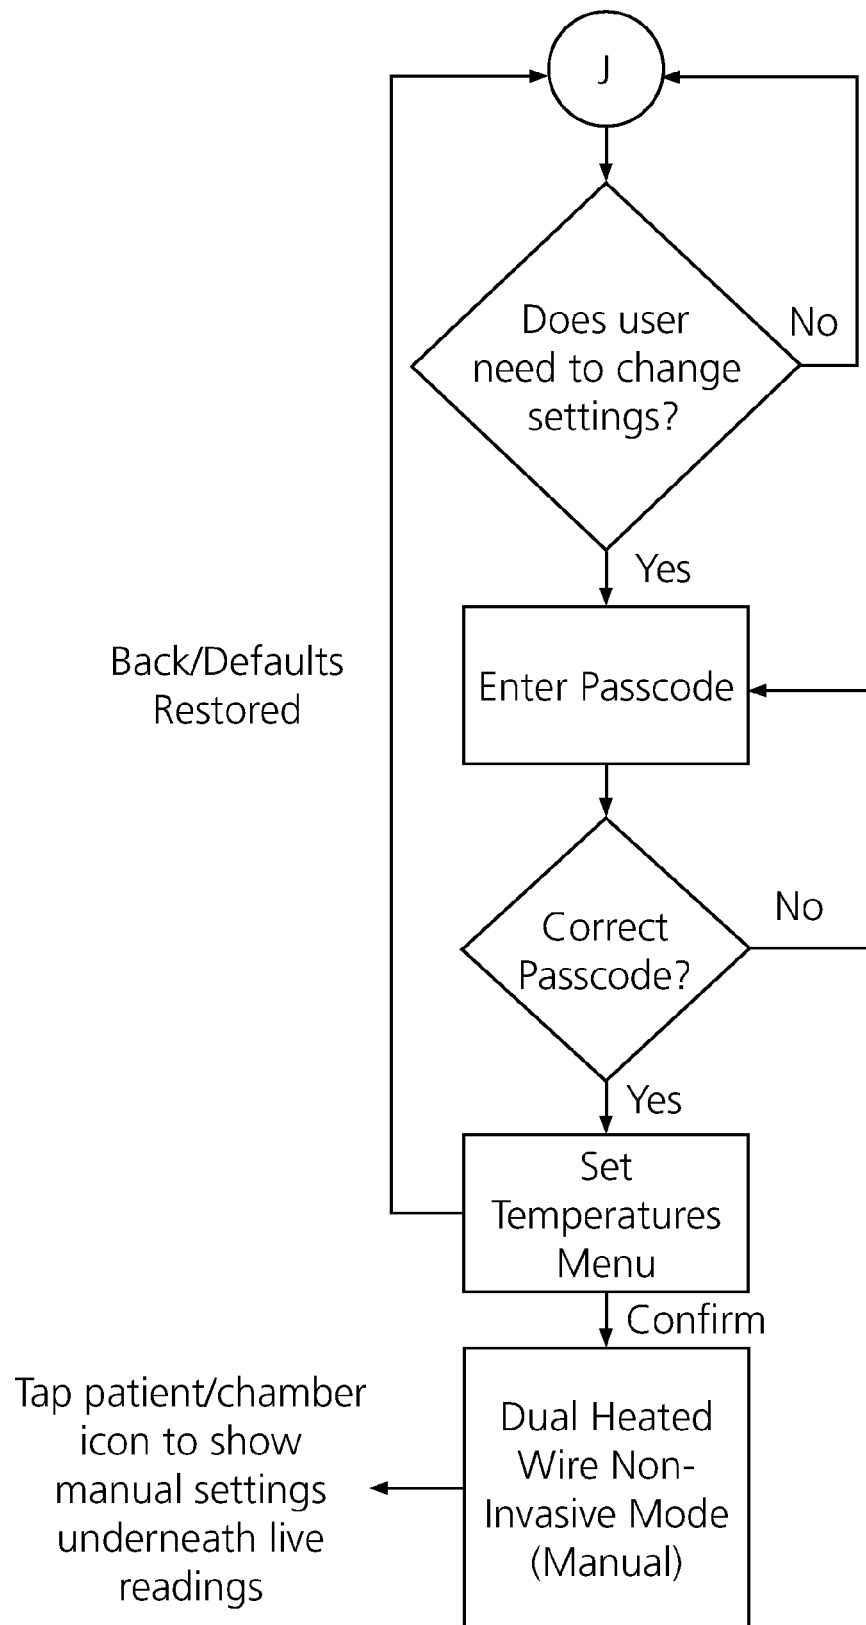 J
Does user
need to change
settings?
No
Yes
Back/Defaults
Restored
Enter Passcode
Correct
Passcode?
No
Yes
Set
Temperatures
Menu
Confirm
Tap patient/chamber
icon to show
manual settings
underneath live
readings
Dual Heated
Wire Non-
Invasive Mode
(Manual)